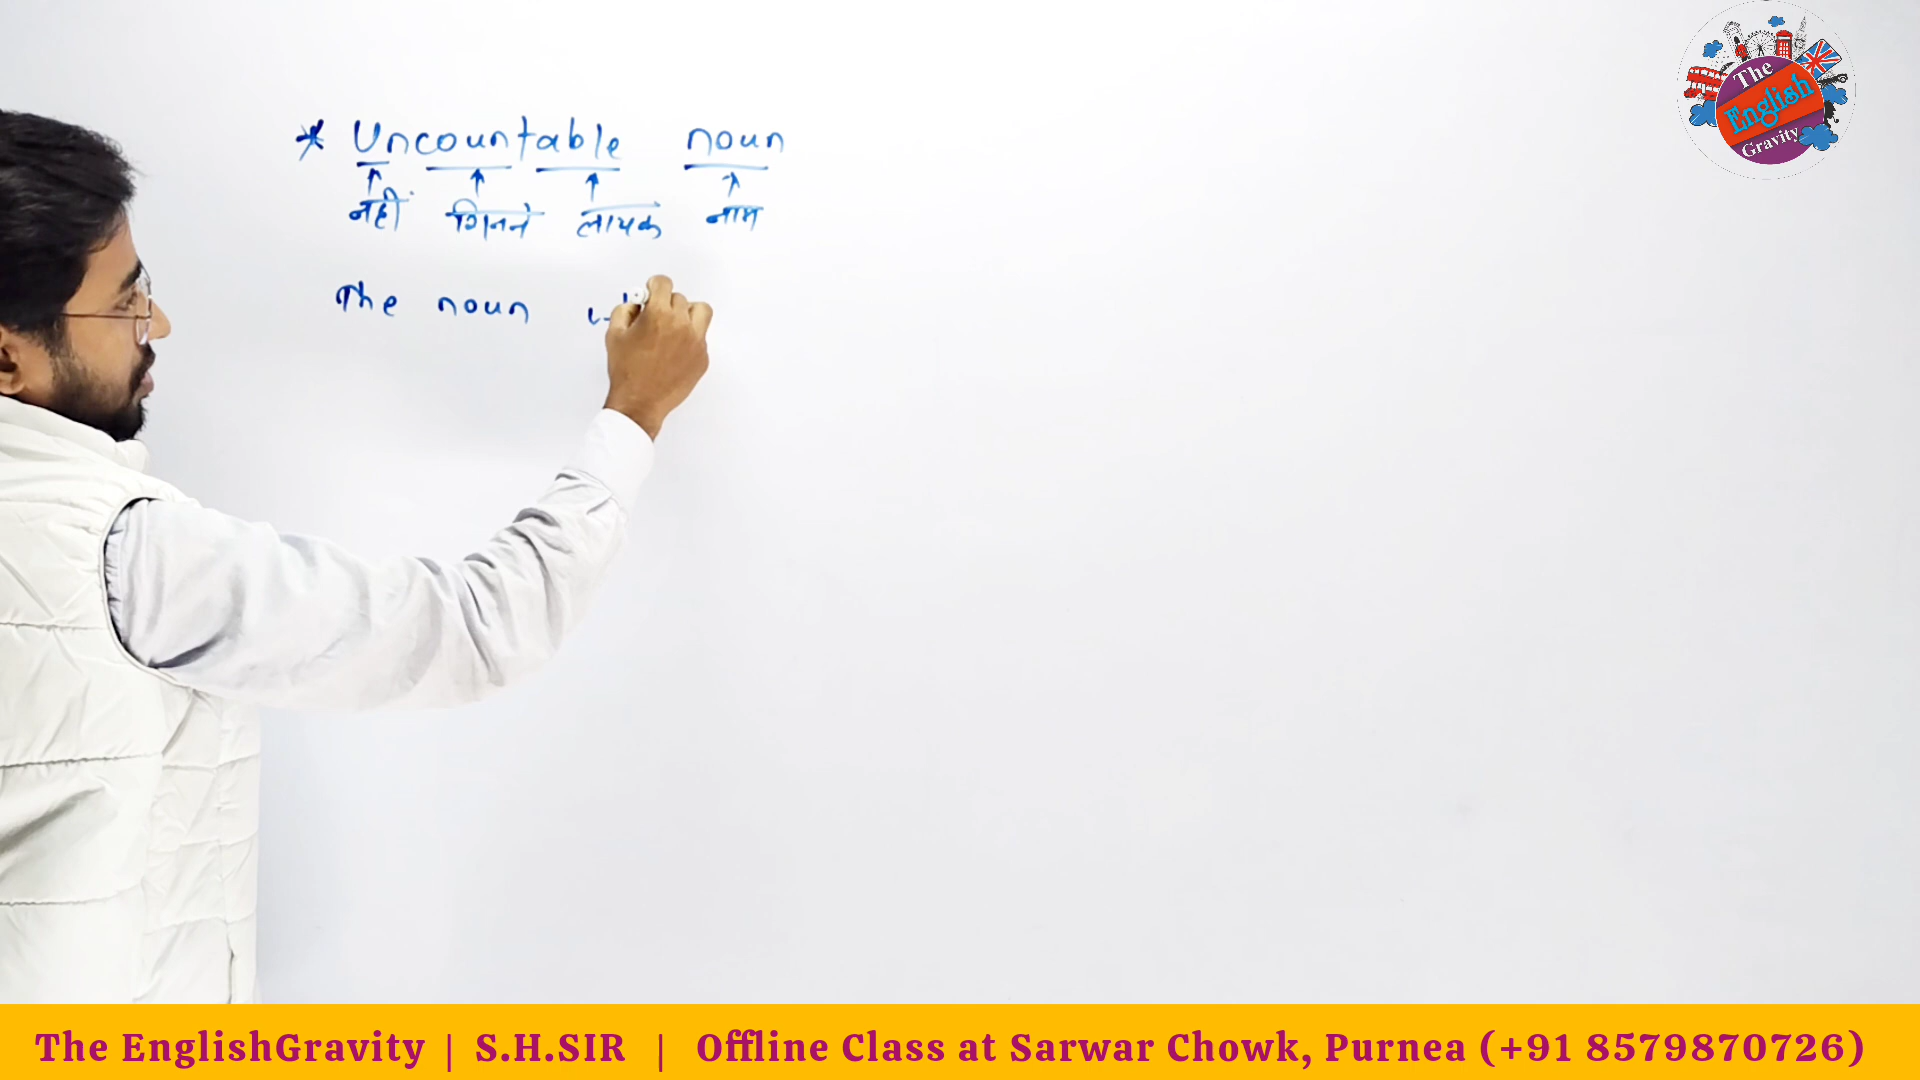 * Uncountable noun
नहीं गिनने लायक नाम
The noun
The
English
Gravity
The EnglishGravity | S.H.SIR | Offline Class at Sarwar Chowk, Purnea (+91 8579870726)